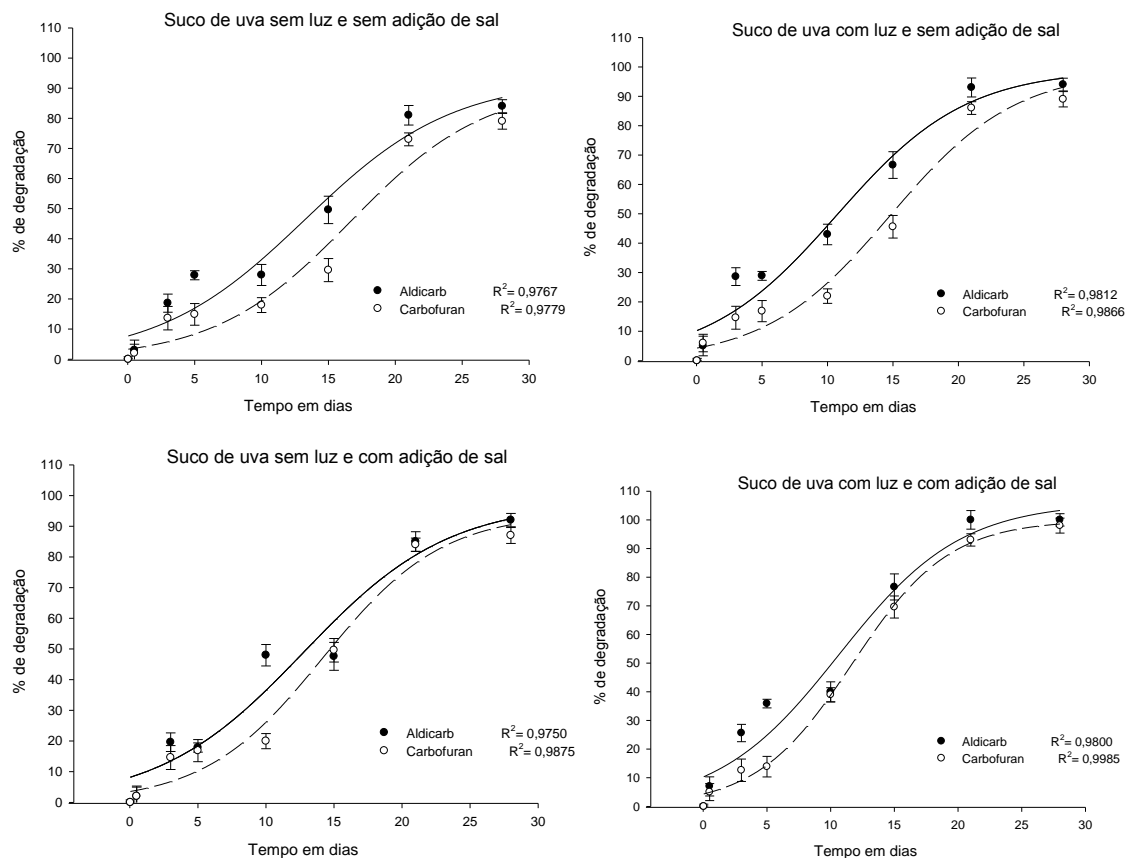 Suco de uva sem luz e sem adição de sal
110
100
90
80
70
60
50
40
30
20
10
0
% de degradação
Aldicarb R²= 0,9767
Carbofuran R²= 0,9779
0 5 10 15 20 25 30
Tempo em dias
Suco de uva com luz e sem adição de sal
110
100
90
80
70
60
50
40
30
20
10
0
% de degradação
Aldicarb R²= 0,9812
Carbofuran R²= 0,9866
0 5 10 15 20 25 30
Tempo em dias
Suco de uva sem luz e com adição de sal
110
100
90
80
70
60
50
40
30
20
10
0
% de degradação
Aldicarb R²= 0,9750
Carbofuran R²= 0,9875
0 5 10 15 20 25 30
Tempo em dias
Suco de uva com luz e com adição de sal
110
100
90
80
70
60
50
40
30
20
10
0
% de degradação
Aldicarb R²= 0,9800
Carbofuran R²= 0,9985
0 5 10 15 20 25 30
Tempo em dias